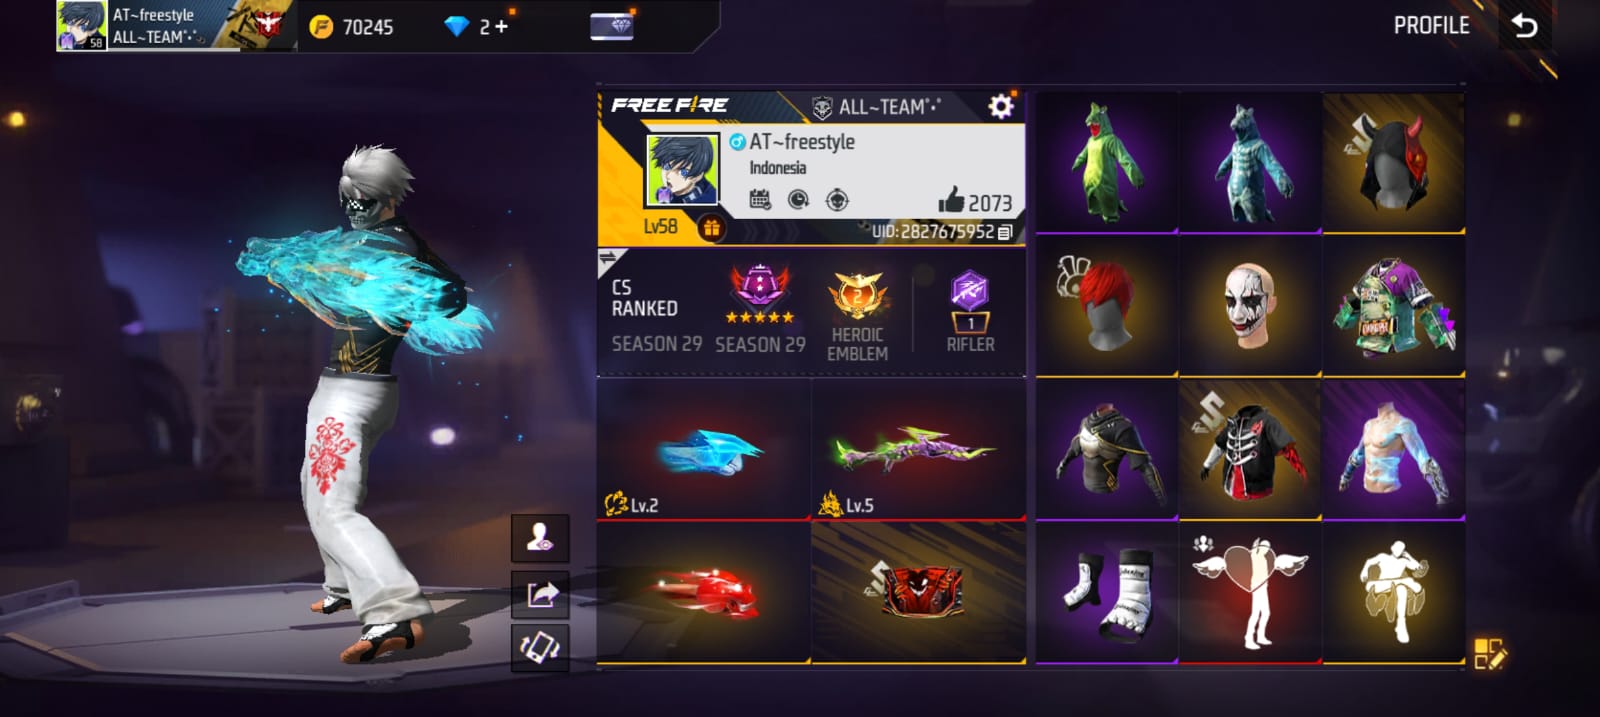 AT~freestyle
ALL~TEAM°•°
58
70245
2+
PROFILE
FREE FIRE
ALL~TEAM°•°
AT~freestyle
Indonesia
2073
Lv58
UID:2827675952
CS
RANKED
SEASON 29
SEASON 29
2
HEROIC
EMBLEM
1
RIFLER
Lv.2
Lv.5